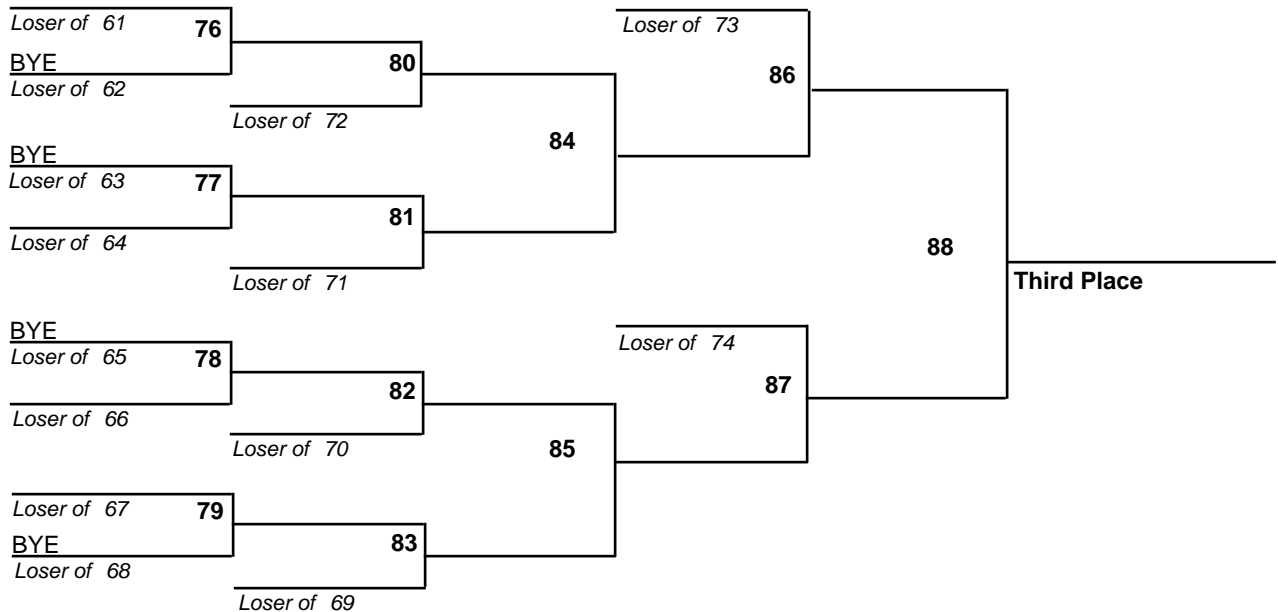 Loser of 61
76
BYE
Loser of 62
80
Loser of 72
BYE
Loser of 63
77
Loser of 64
81
Loser of 71
84
Loser of 73
86
88
Third Place
BYE
Loser of 65
78
Loser of 66
82
Loser of 70
85
Loser of 74
87
Loser of 67
79
BYE
Loser of 68
83
Loser of 69